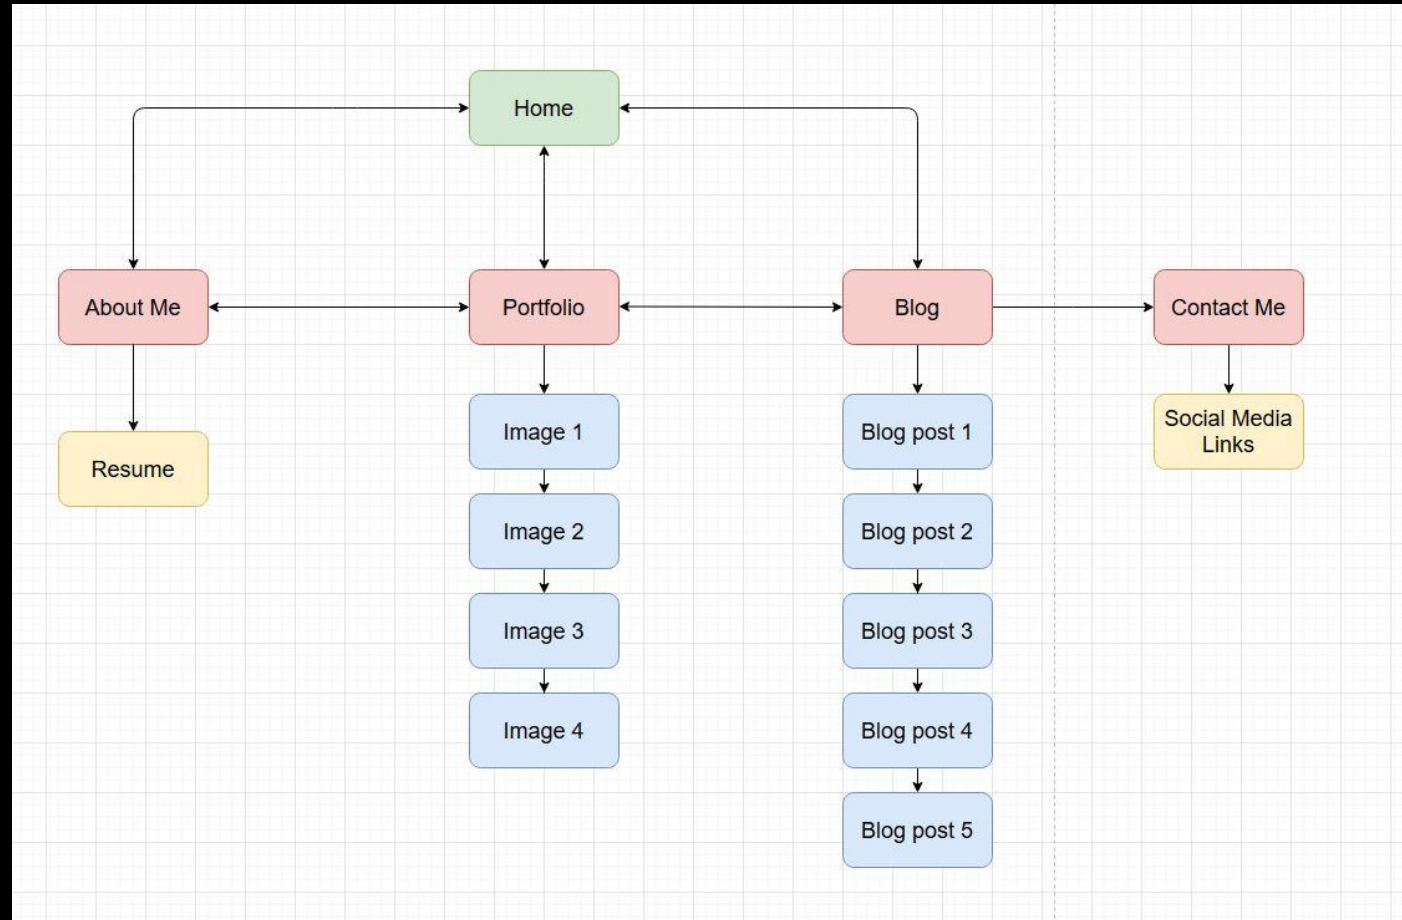 Home
About Me
Portfolio
Blog
Contact Me
Resume
Image 1
Image 2
Image 3
Image 4
Blog post 1
Blog post 2
Blog post 3
Blog post 4
Blog post 5
Social Media
Links